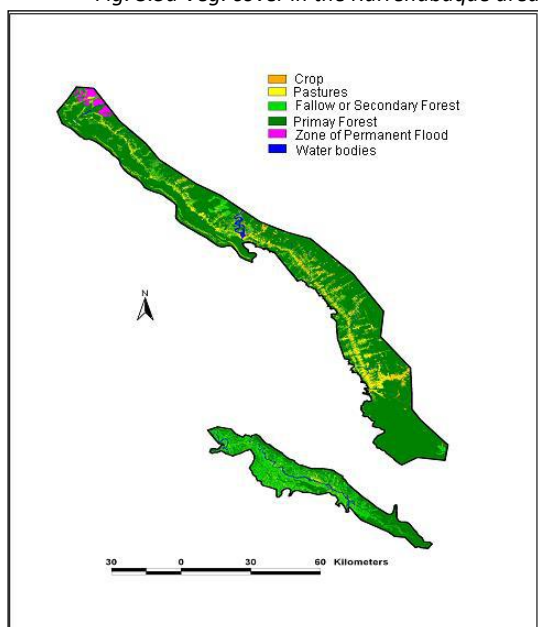 Crop
Pastures
Fallow or Secondary Forest
Primay Forest
Zone of Permanent Flood
Water bodies
N
30 0 30 60 Kilometers